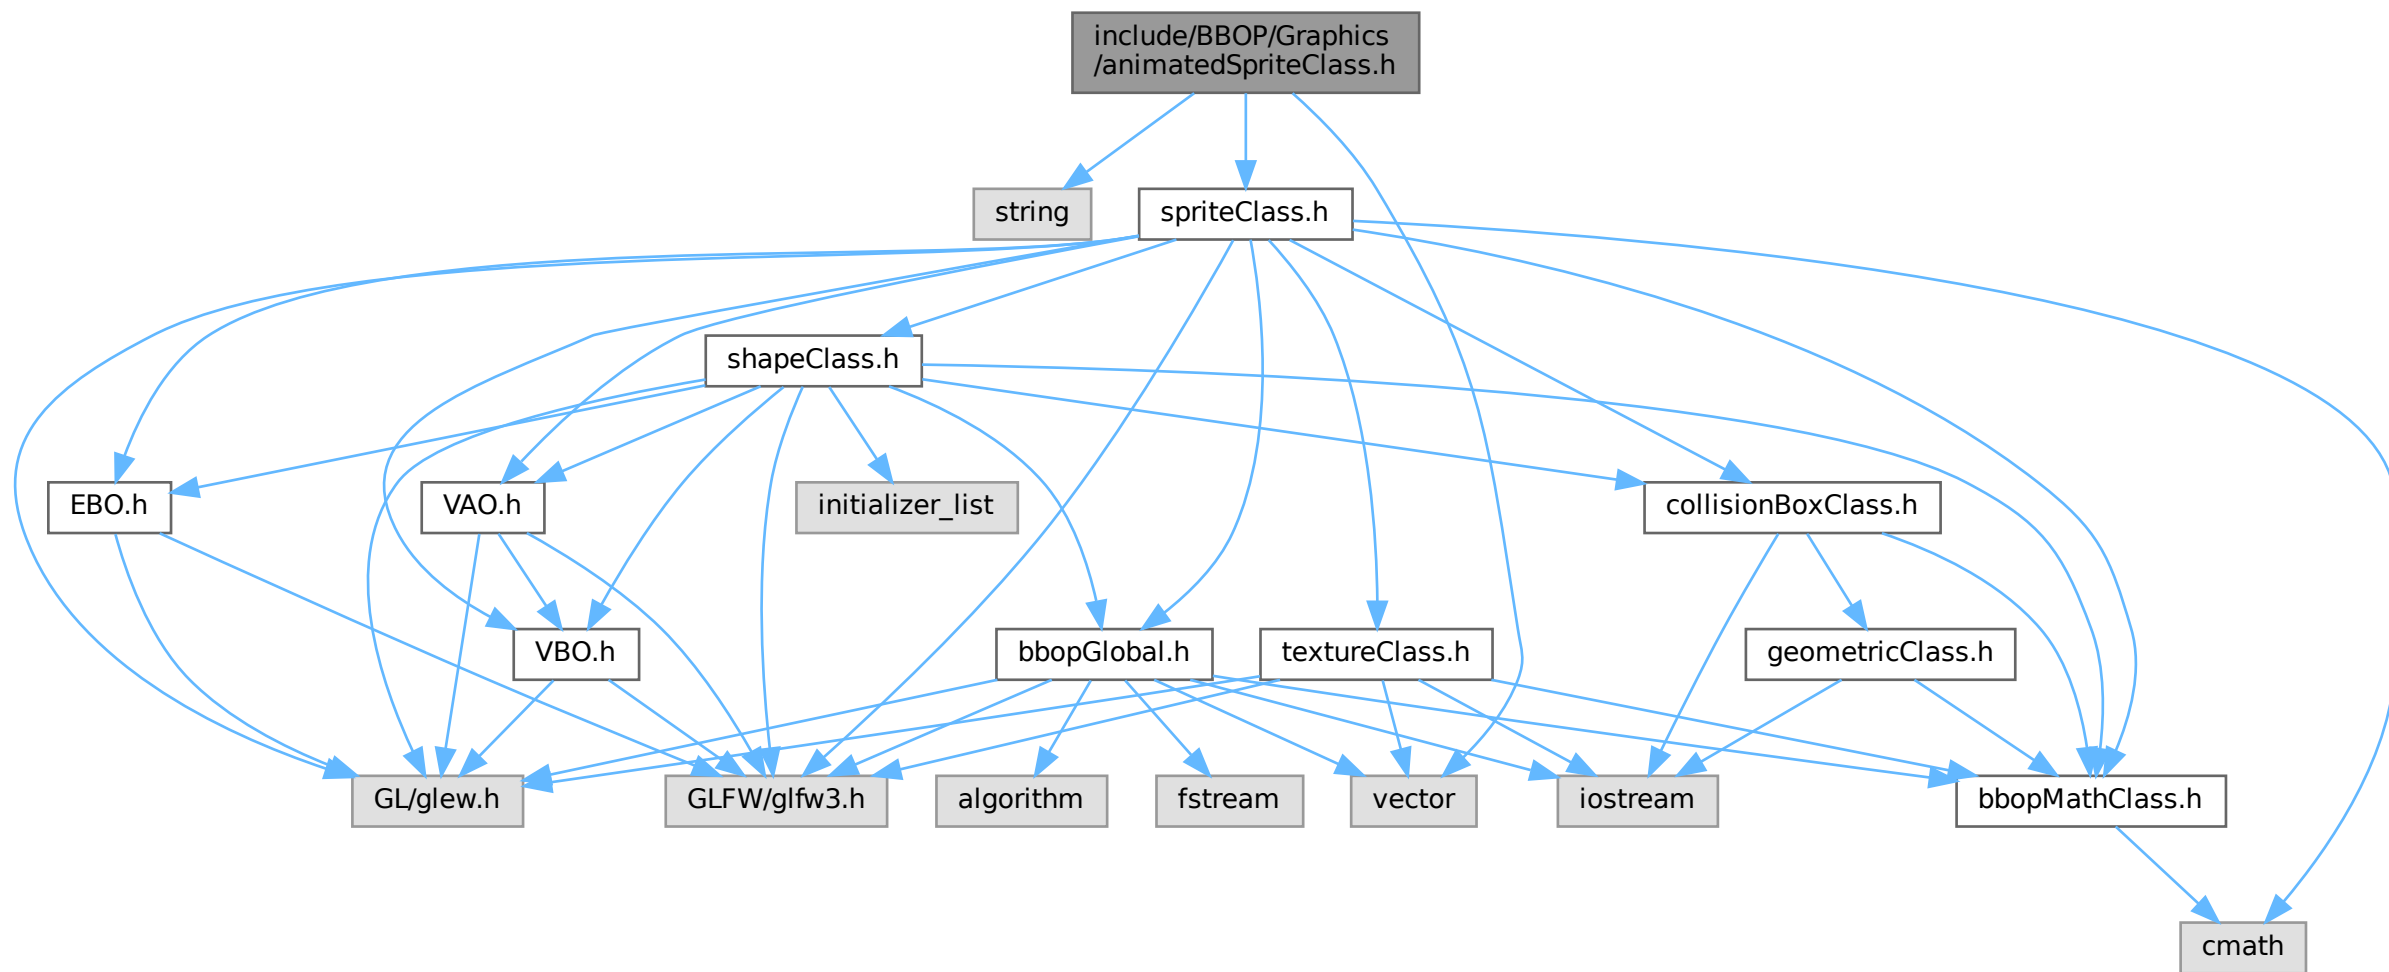 include/BBOP/Graphics
/animatedSpriteClass.h
string
spriteClass.h
shapeClass.h
EBO.h
VAO.h
initializer_list
collisionBoxClass.h
VBO.h
bbopGlobal.h
textureClass.h
geometricClass.h
GL/glew.h
GLFW/glfw3.h
algorithm
fstream
vector
iostream
bbopMathClass.h
cmath